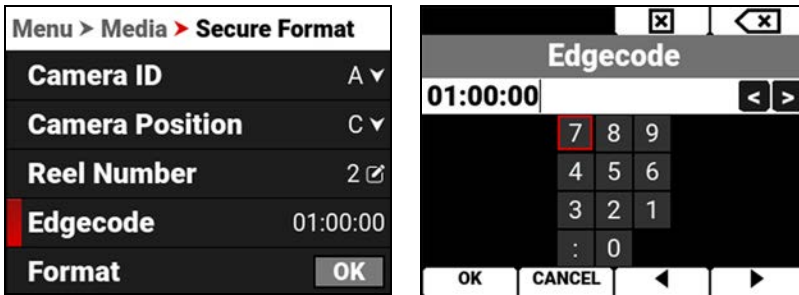 Menu > Media > Secure Format
Camera ID A
Camera Position C
Reel Number 2
Edgecode 01:00:00
Format OK
Edgecode
01:00:00 < >
7 8 9
4 5 6
3 2 1
: 0
OK CANCEL